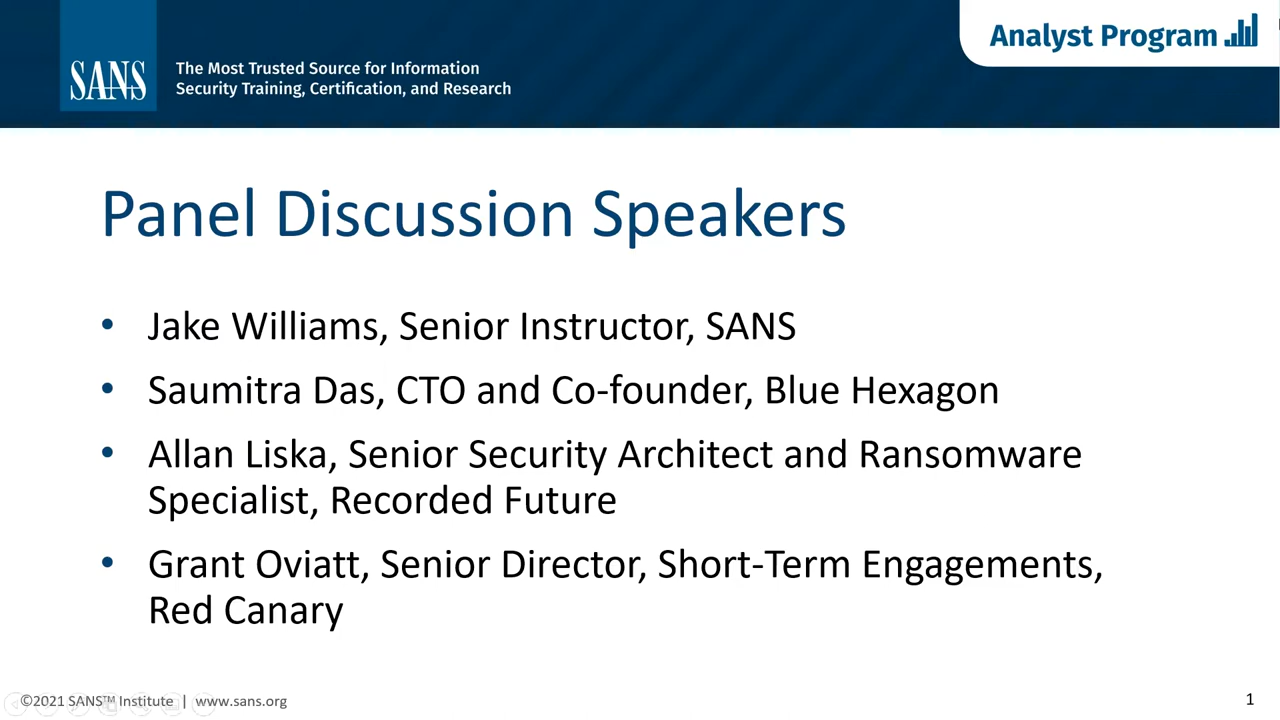 SANS
The Most Trusted Source for Information
Security Training, Certification, and Research
Analyst Program
Panel Discussion Speakers
• Jake Williams, Senior Instructor, SANS
• Saumitra Das, CTO and Co-founder, Blue Hexagon
• Allan Liska, Senior Security Architect and Ransomware
Specialist, Recorded Future
• Grant Oviatt, Senior Director, Short-Term Engagements,
Red Canary
©2021 SANS™ Institute | www.sans.org
1